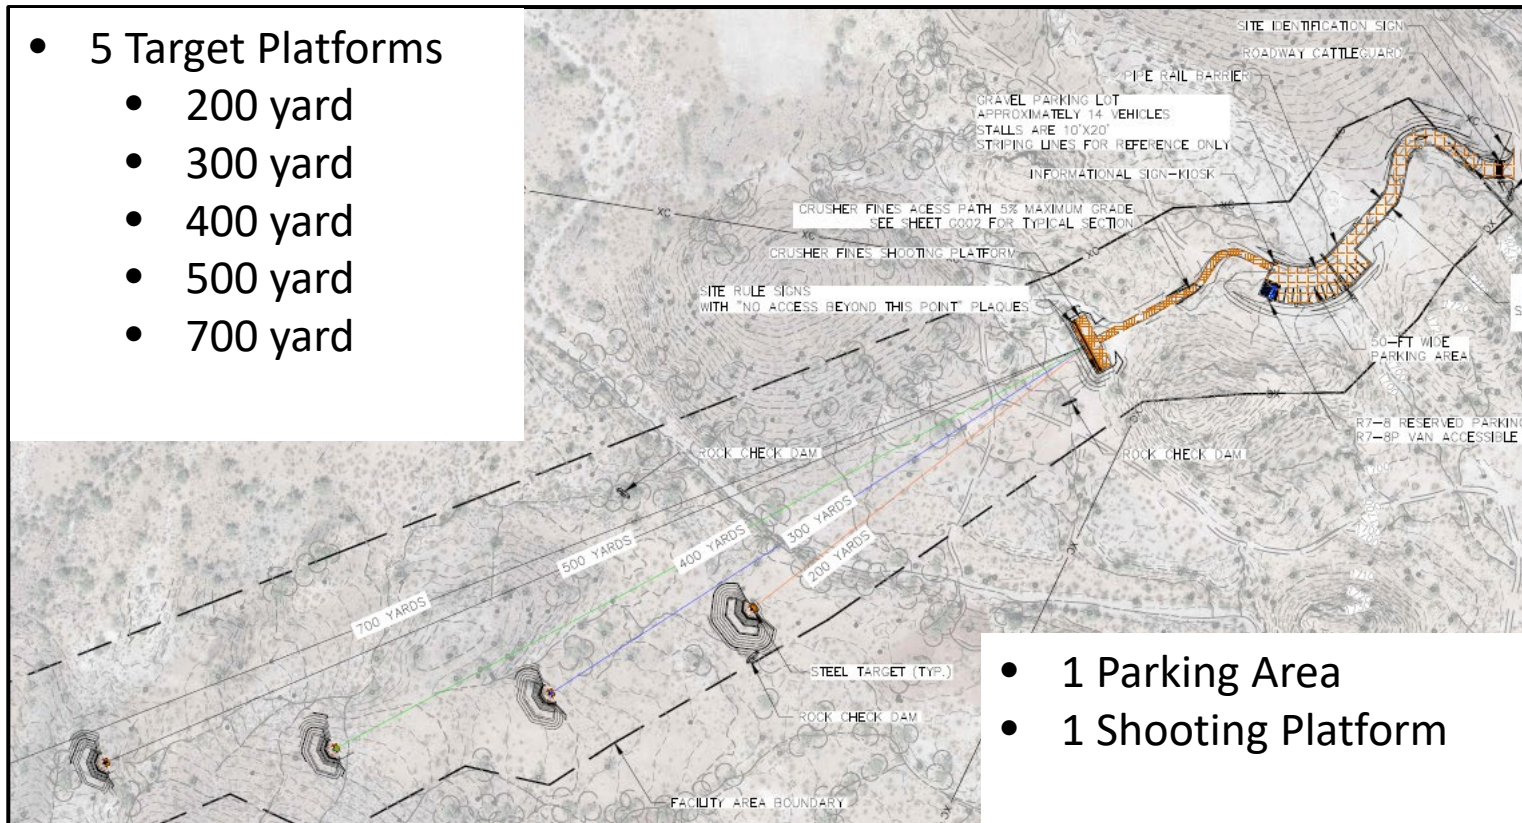 • 5 Target Platforms
• 200 yard
• 300 yard
• 400 yard
• 500 yard
• 700 yard
SITE IDENTIFICATION SIGN
ROADWAY CATTLEGUARD
PIPE RAIL BARRIER
GRAVEL PARKING LOT
APPROXIMATELY 14 VEHICLES
STALLS ARE 10'X20'
STRIPING LINES FOR REFERENCE ONLY
INFORMATIONAL SIGN-KIOSK
CRUSHER FINES ACESS PATH 5% MAXIMUM GRADE
SEE SHEET G002 FOR TYPICAL SECTION
CRUSHER FINES SHOOTING PLATFORM
SITE RULE SIGNS
WITH "NO ACCESS BEYOND THIS POINT" PLAQUES
50-FT WIDE
PARKING AREA
R7-8 RESERVED PARKING
R7-8P VAN ACCESSIBLE
ROCK CHECK DAM
ROCK CHECK DAM
300 YARDS
400 YARDS
500 YARDS
200 YARDS
700 YARDS
STEEL TARGET (TYP.)
ROCK CHECK DAM
FACILITY AREA BOUNDARY
• 1 Parking Area
• 1 Shooting Platform